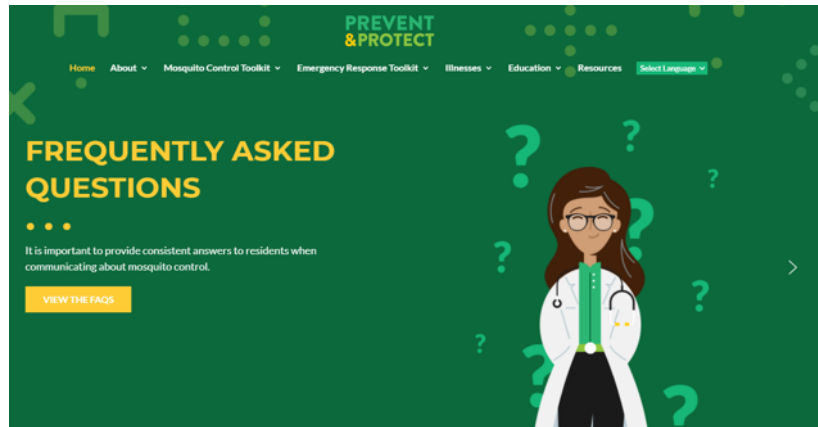 PREVENT
&PROTECT
Home About Mosquito Control Toolkit Emergency Response Toolkit Illnesses Education Resources Select Language
FREQUENTLY ASKED
QUESTIONS
It is important to provide consistent answers to residents when
communicating about mosquito control.
VIEW THE FAQS
? ? ? ? ? ? ? ? ? ?